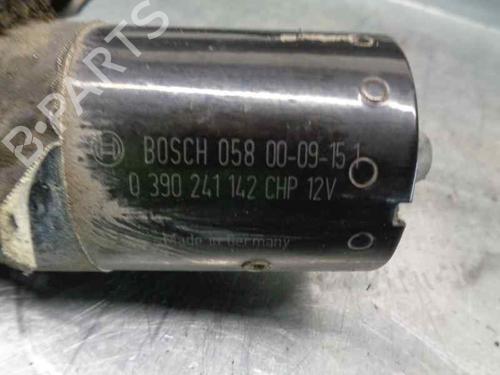 BOSCH 058 00-09-15 1
0 390 241 142 CHP 12V
Made in Germany
B-PARTS